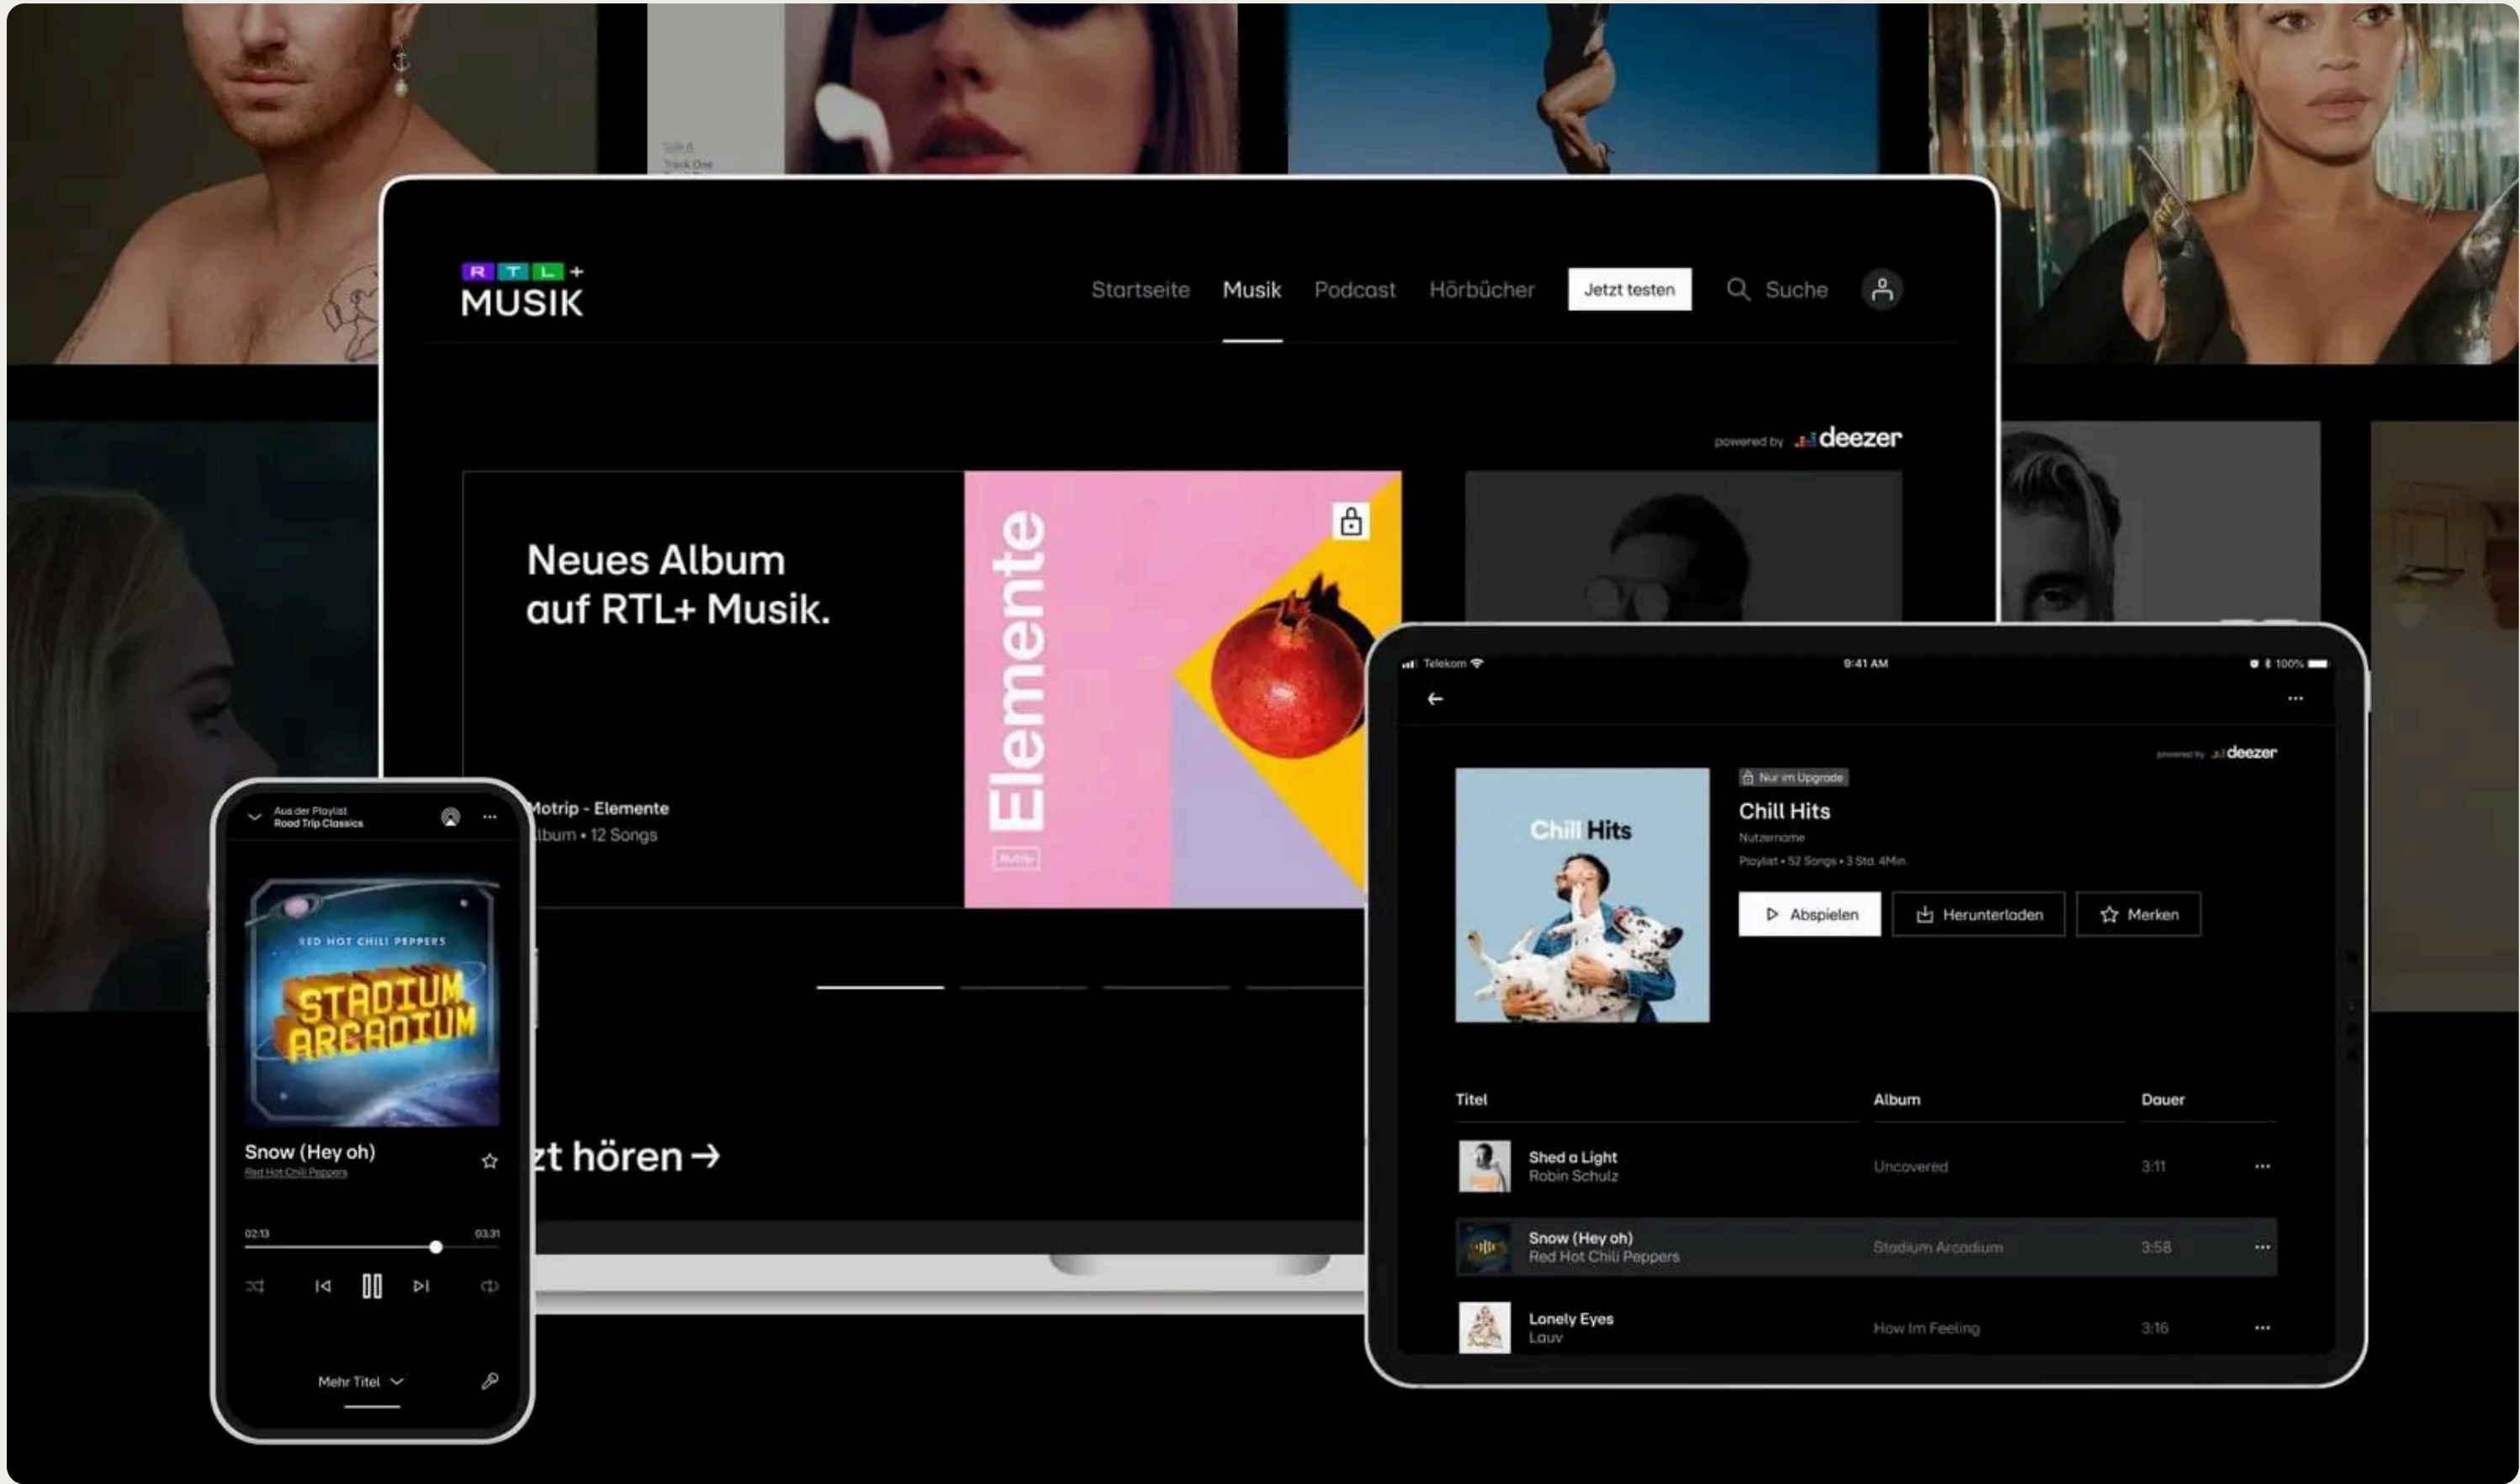 Side A
Track One
RTL+
MUSIK
Startseite
Musik
Podcast
Hörbücher
Jetzt testen
Suche
powered by deezer
Neues Album
auf RTL+ Musik.
Elemente
Motrip - Elemente
lbum • 12 Songs
zt hören →
Aus der Playlist
Road Trip Classics
RED HOT CHILI PEPPERS
STADIUM
ARCADIUM
Snow (Hey oh)
Red Hot Chili Peppers
02:13
03:31
Mehr Titel
Telekom
9:41 AM
100%
powered by deezer
Chill Hits
Nur im Upgrade
Chill Hits
Nutzername
Playlist • 52 Songs • 3 Std. 4Min.
Abspielen
Herunterladen
Merken
Titel
Album
Dauer
Shed a Light
Robin Schulz
Uncovered
3:11
Snow (Hey oh)
Red Hot Chili Peppers
Stadium Arcadium
3:58
Lonely Eyes
Lauv
How Im Feeling
3:16